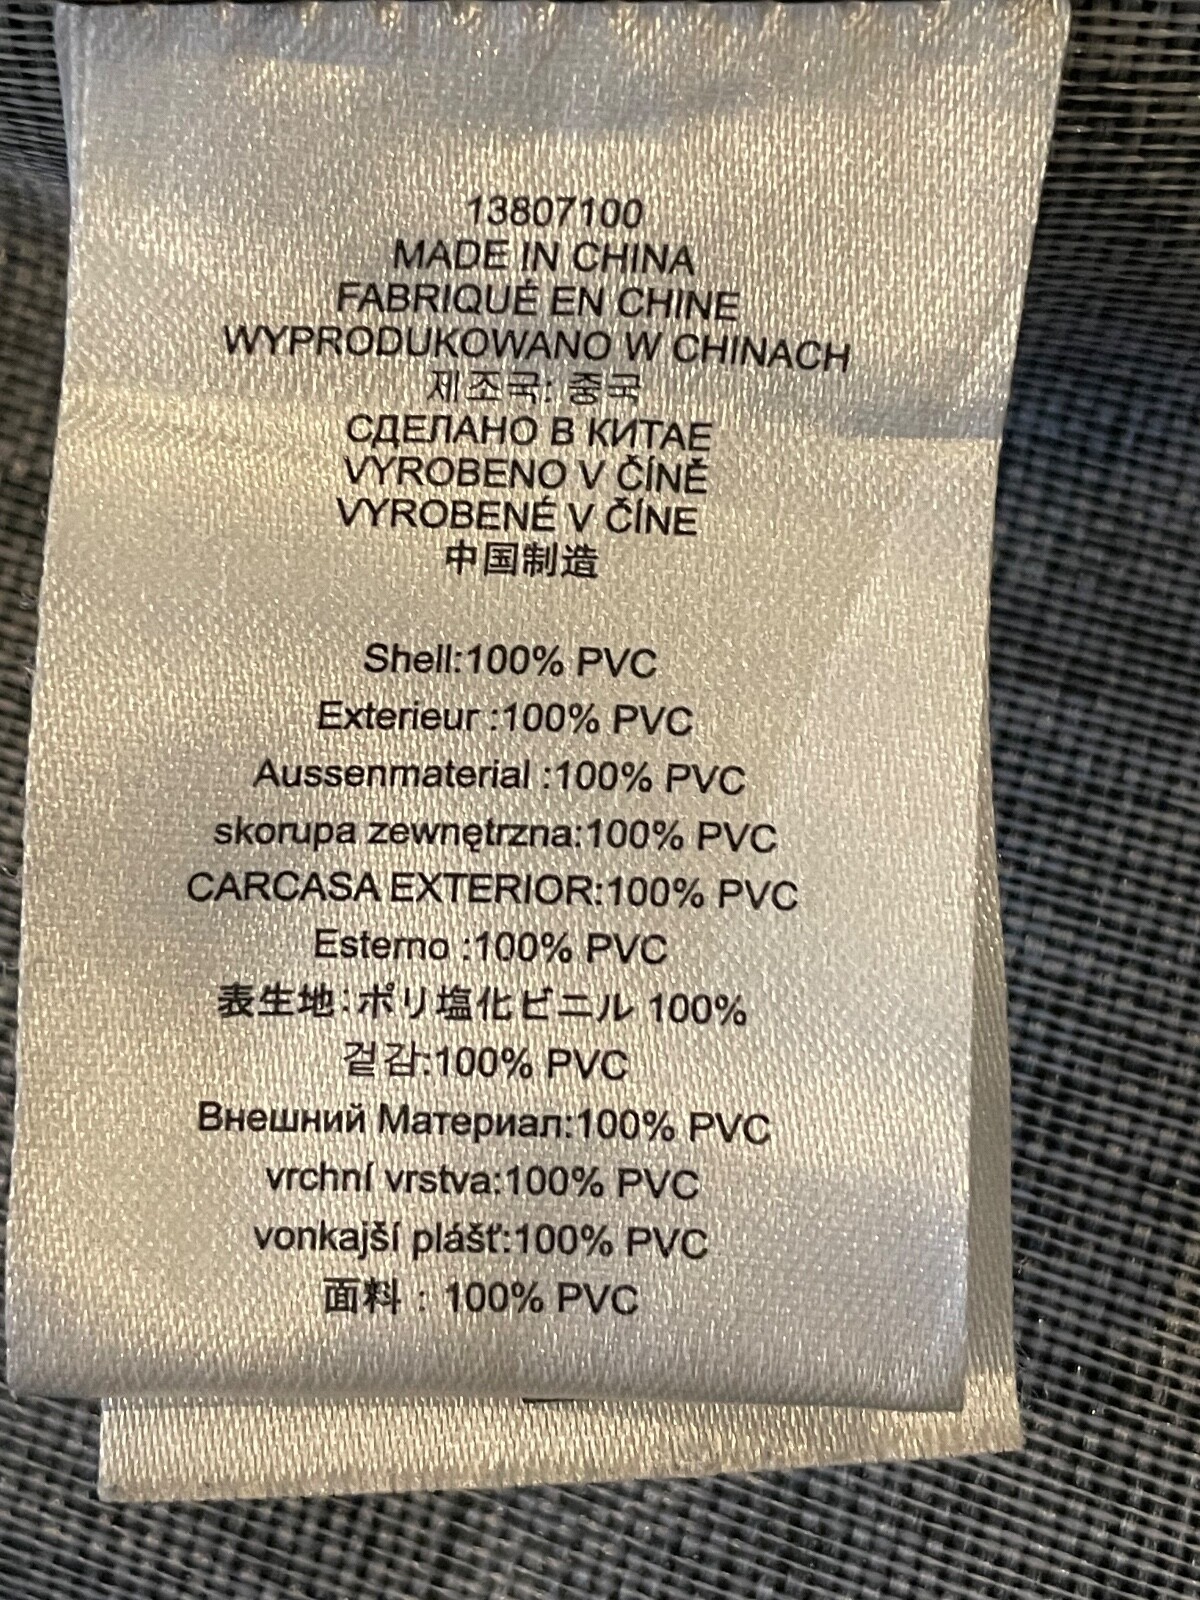 13807100
MADE IN CHINA
FABRIQUÉ EN CHINE
WYPRODUKOWANO W CHINACH
제조국: 중국
СДЕЛАНО В КИТАЕ
VYROBENO V ČÍNĚ
VYROBENÉ V ČÍNE
中国制造
Shell:100% PVC
Exterieur :100% PVC
Aussenmaterial :100% PVC
skorupa zewnętrzna:100% PVC
CARCASA EXTERIOR:100% PVC
Esterno :100% PVC
表生地:ポリ塩化ビニル 100%
겉감:100% PVC
Внешний Материал:100% PVC
vrchní vrstva:100% PVC
vonkajší plášť:100% PVC
面料 : 100% PVC